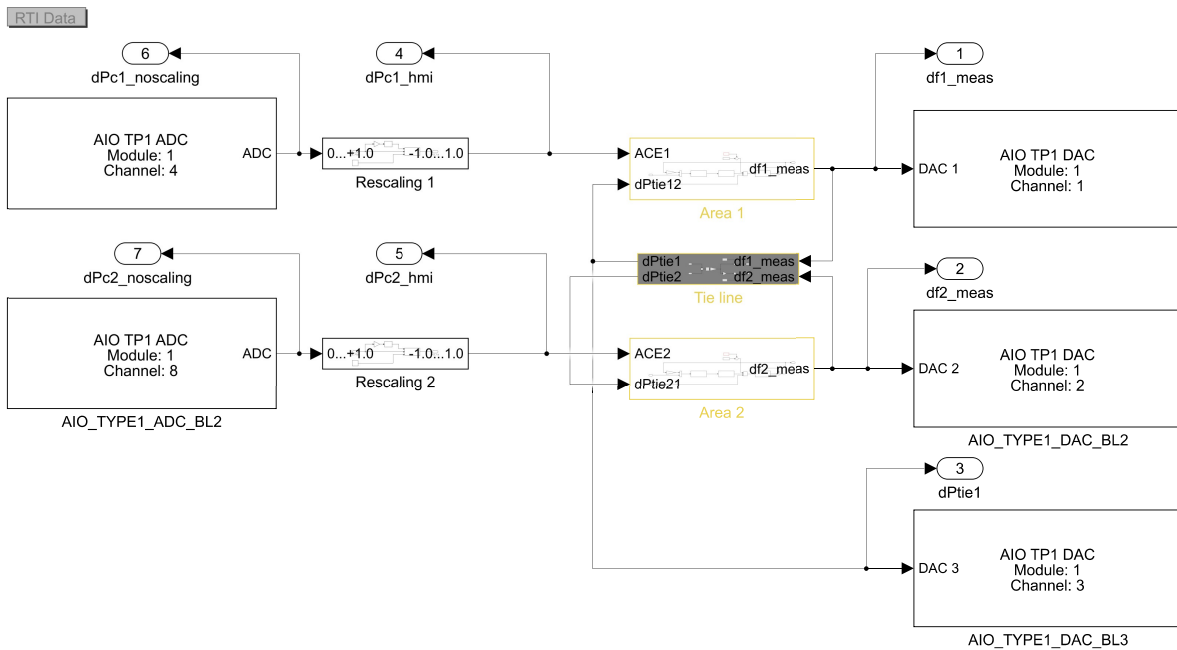 RTI Data
6
dPc1_noscaling
4
dPc1_hmi
1
df1_meas
AIO TP1 ADC
Module: 1
Channel: 4
ADC
0...+1.0
-1.0...1.0
Rescaling 1
ACE1
dPtie12
df1_meas
Area 1
DAC 1
AIO TP1 DAC
Module: 1
Channel: 1
7
dPc2_noscaling
5
dPc2_hmi
dPtie1
dPtie2
df1_meas
df2_meas
Tie line
2
df2_meas
AIO TP1 ADC
Module: 1
Channel: 8
ADC
AIO_TYPE1_ADC_BL2
0...+1.0
-1.0...1.0
Rescaling 2
ACE2
dPtie21
df2_meas
Area 2
DAC 2
AIO TP1 DAC
Module: 1
Channel: 2
AIO_TYPE1_DAC_BL2
3
dPtie1
DAC 3
AIO TP1 DAC
Module: 1
Channel: 3
AIO_TYPE1_DAC_BL3